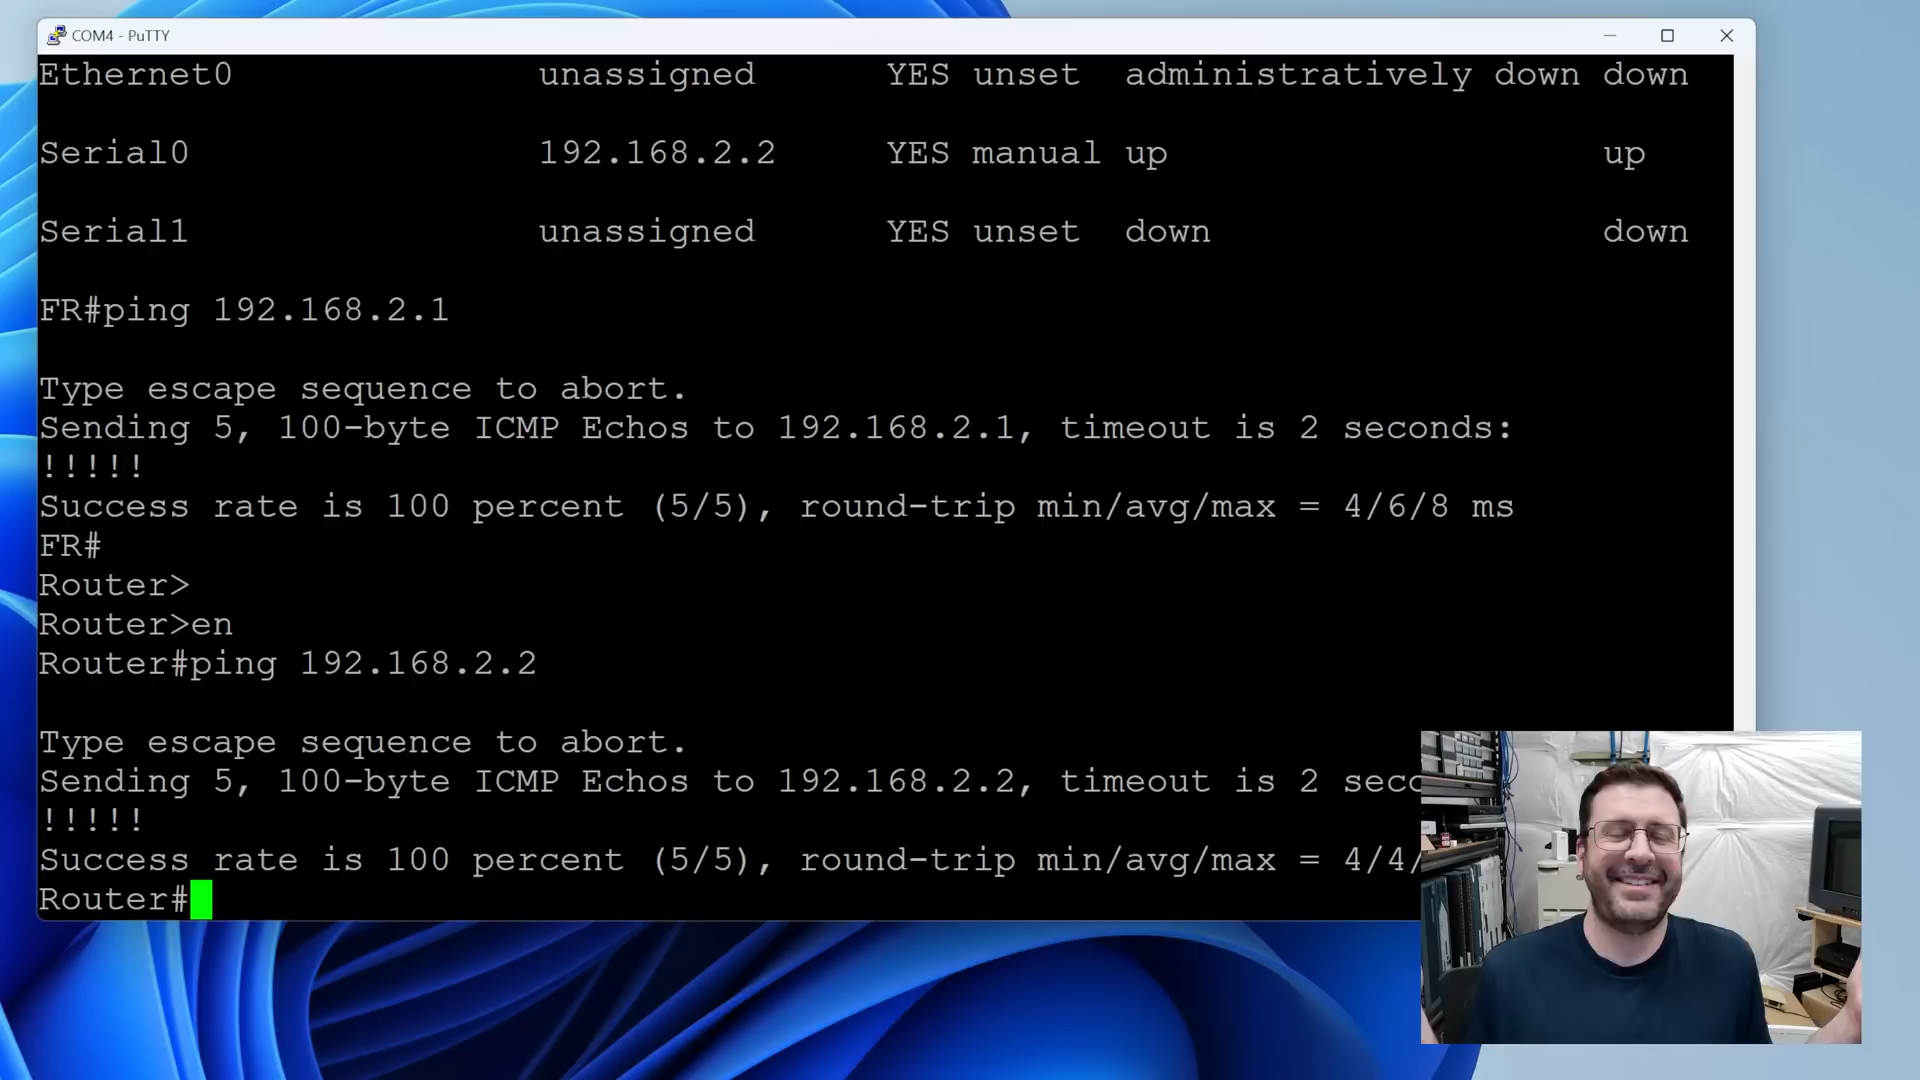 COM4 - PuTTY
Ethernet0 unassigned YES unset administratively down down
Serial0 192.168.2.2 YES manual up up
Serial1 unassigned YES unset down down
FR#ping 192.168.2.1
Type escape sequence to abort.
Sending 5, 100-byte ICMP Echos to 192.168.2.1, timeout is 2 seconds:
!!!!!
Success rate is 100 percent (5/5), round-trip min/avg/max = 4/6/8 ms
FR#
Router>
Router>en
Router#ping 192.168.2.2
Type escape sequence to abort.
Sending 5, 100-byte ICMP Echos to 192.168.2.2, timeout is 2 seco
!!!!!
Success rate is 100 percent (5/5), round-trip min/avg/max = 4/4/
Router#